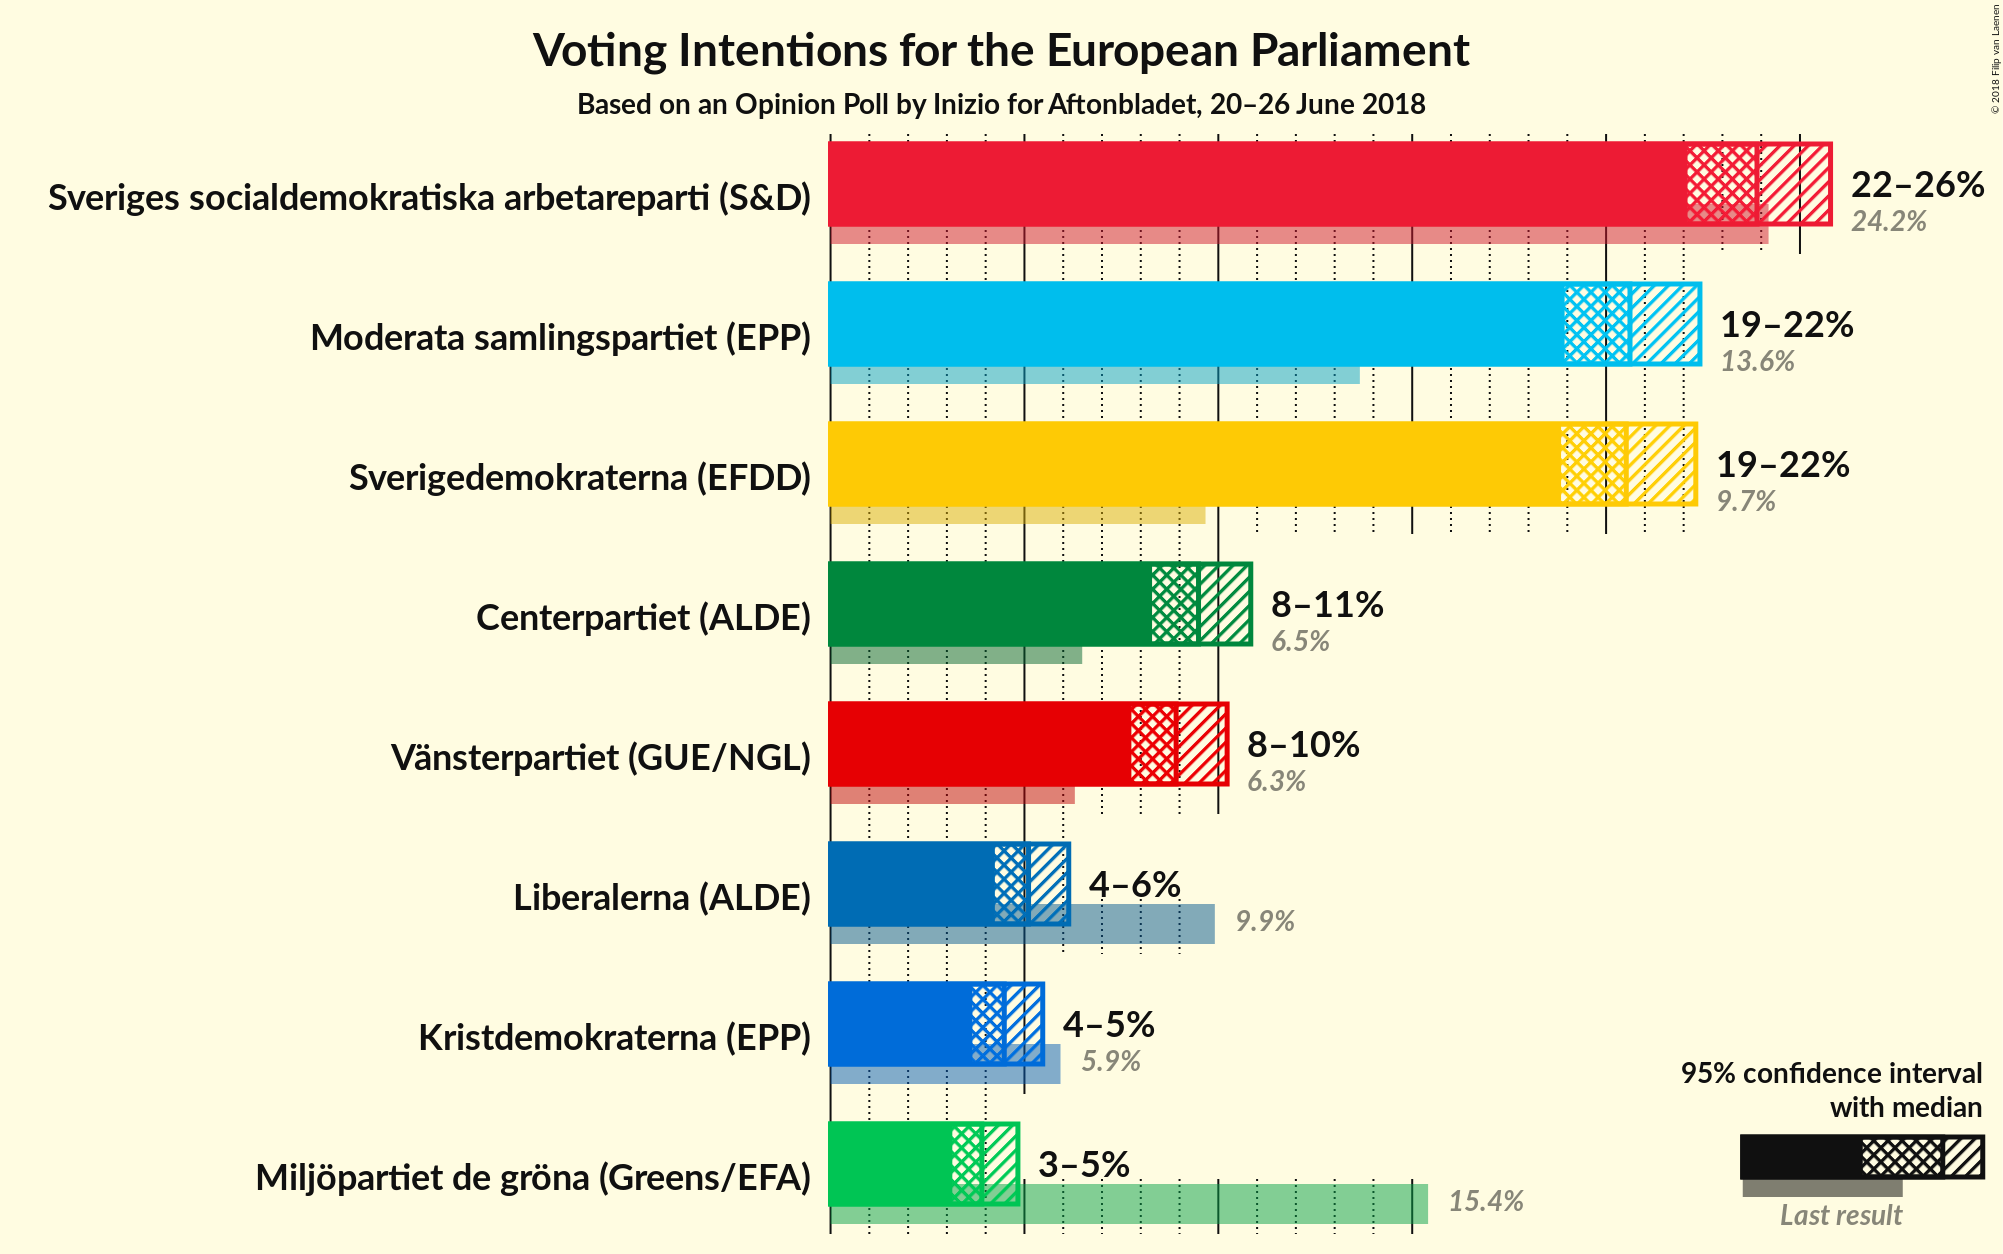 Voting Intentions for the European Parliament
Based on an Opinion Poll by Inizio for Aftonbladet, 20–26 June 2018
© 2018 Filip van Laenen
Sveriges socialdemokratiska arbetareparti (S&D)
22–26%
24.2%
Moderata samlingspartiet (EPP)
19–22%
13.6%
Sverigedemokraterna (EFDD)
19–22%
9.7%
Centerpartiet (ALDE)
8–11%
6.5%
Vänsterpartiet (GUE/NGL)
8–10%
6.3%
Liberalerna (ALDE)
4–6%
9.9%
Kristdemokraterna (EPP)
4–5%
5.9%
Miljöpartiet de gröna (Greens/EFA)
3–5%
15.4%
95% confidence interval
with median
Last result